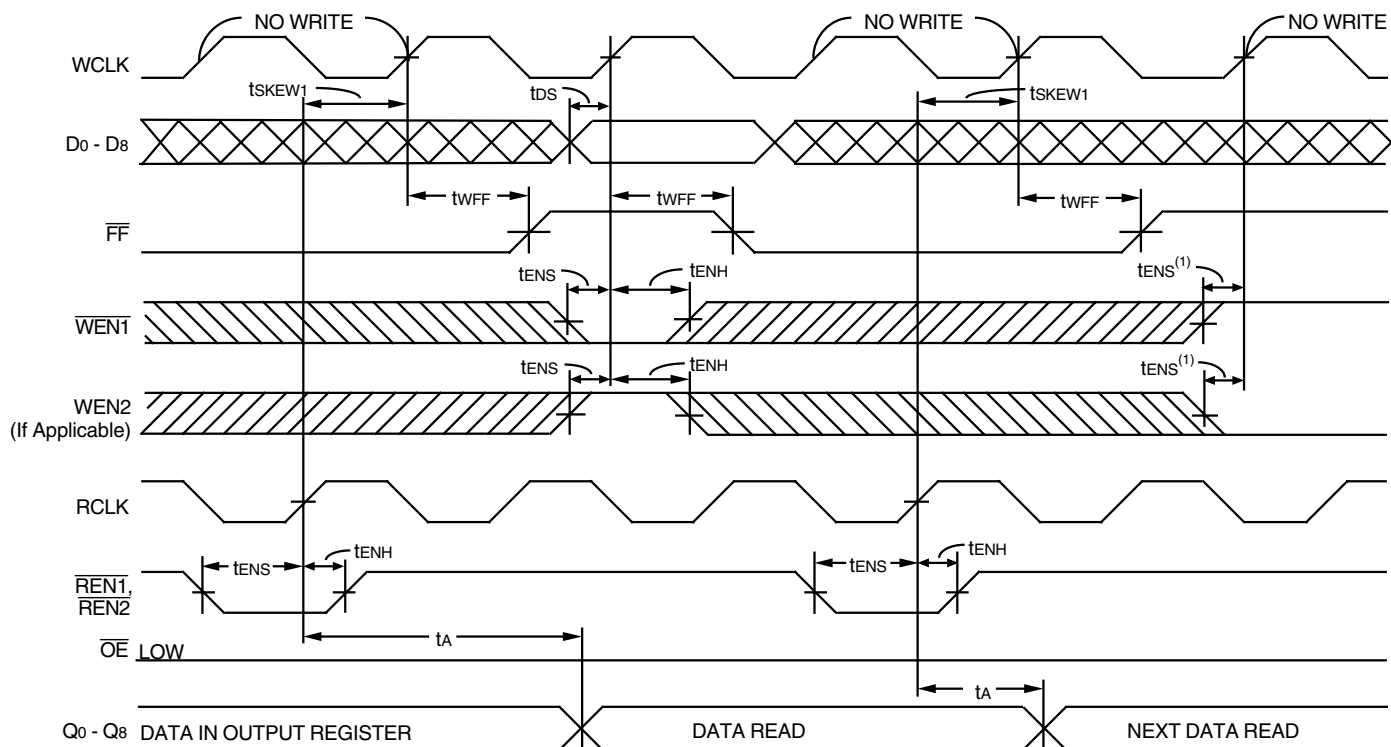 NO WRITE
NO WRITE
NO WRITE
WCLK
tSKEW1
tDS
tSKEW1
D0 - D8
tWFF
tWFF
tWFF
FF
tENS
tENH
tENS(1)
WEN1
tENS
tENH
tENS(1)
WEN2
(If Applicable)
RCLK
tENS
tENH
tENS
tENH
REN1,
REN2
tA
OE LOW
tA
Q0 - Q8 DATA IN OUTPUT REGISTER DATA READ NEXT DATA READ